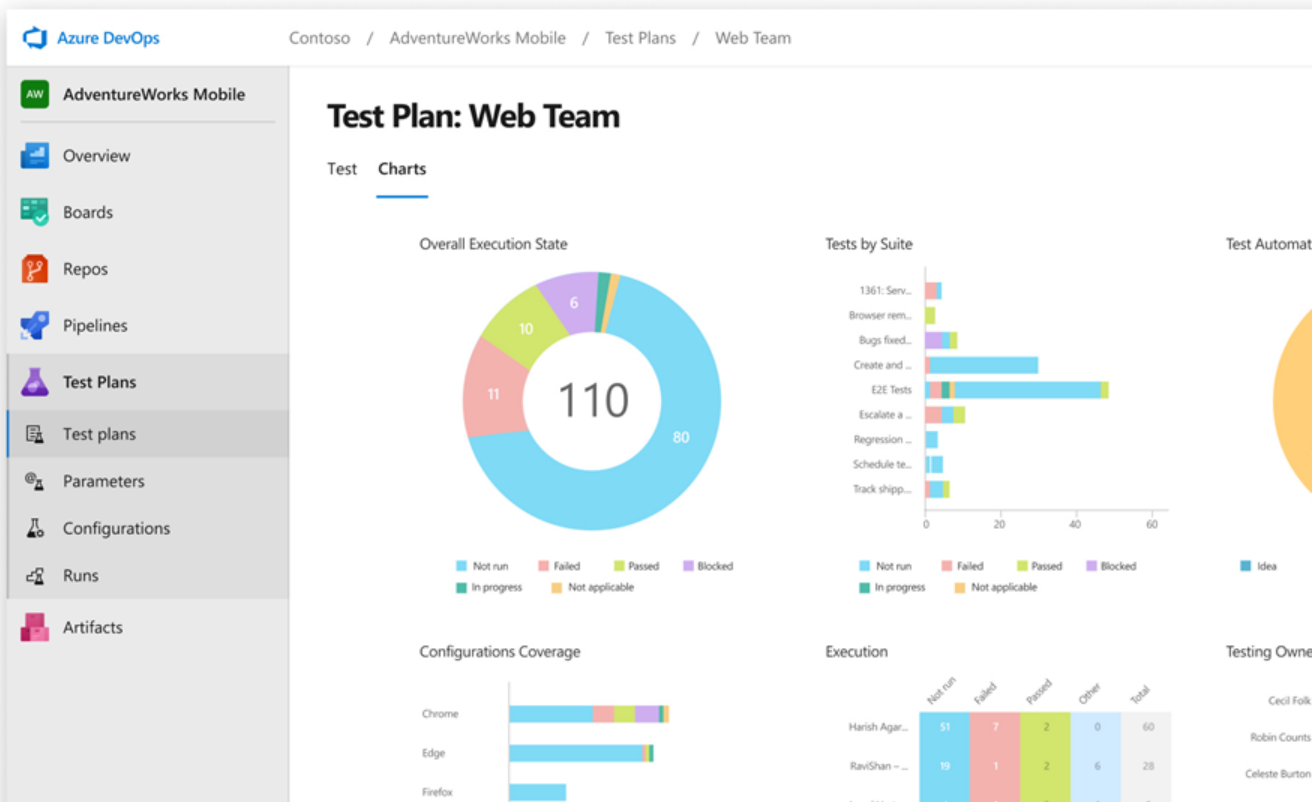 Azure DevOps
Contoso / AdventureWorks Mobile / Test Plans / Web Team
AW AdventureWorks Mobile
Overview
Boards
Repos
Pipelines
Test Plans
Test plans
Parameters
Configurations
Runs
Artifacts
Test Plan: Web Team
Test Charts
Overall Execution State
6
10
11
110
80
Not run Failed Passed Blocked
In progress Not applicable
Tests by Suite
1361: Serv...
Browser rem...
Bugs fixed...
Create and ...
E2E Tests
Escalate a ...
Regression ...
Schedule te...
Track shipp...
0 20 40 60
Not run Failed Passed Blocked
In progress Not applicable
Test Automat
Idea
Configurations Coverage
Chrome
Edge
Firefox
Execution
Not run Failed Passed Other Total
Harish Agar... 51 7 2 0 60
RaviShan – ... 19 1 2 6 28
Testing Owne
Cecil Folk
Robin Counts
Celeste Burton